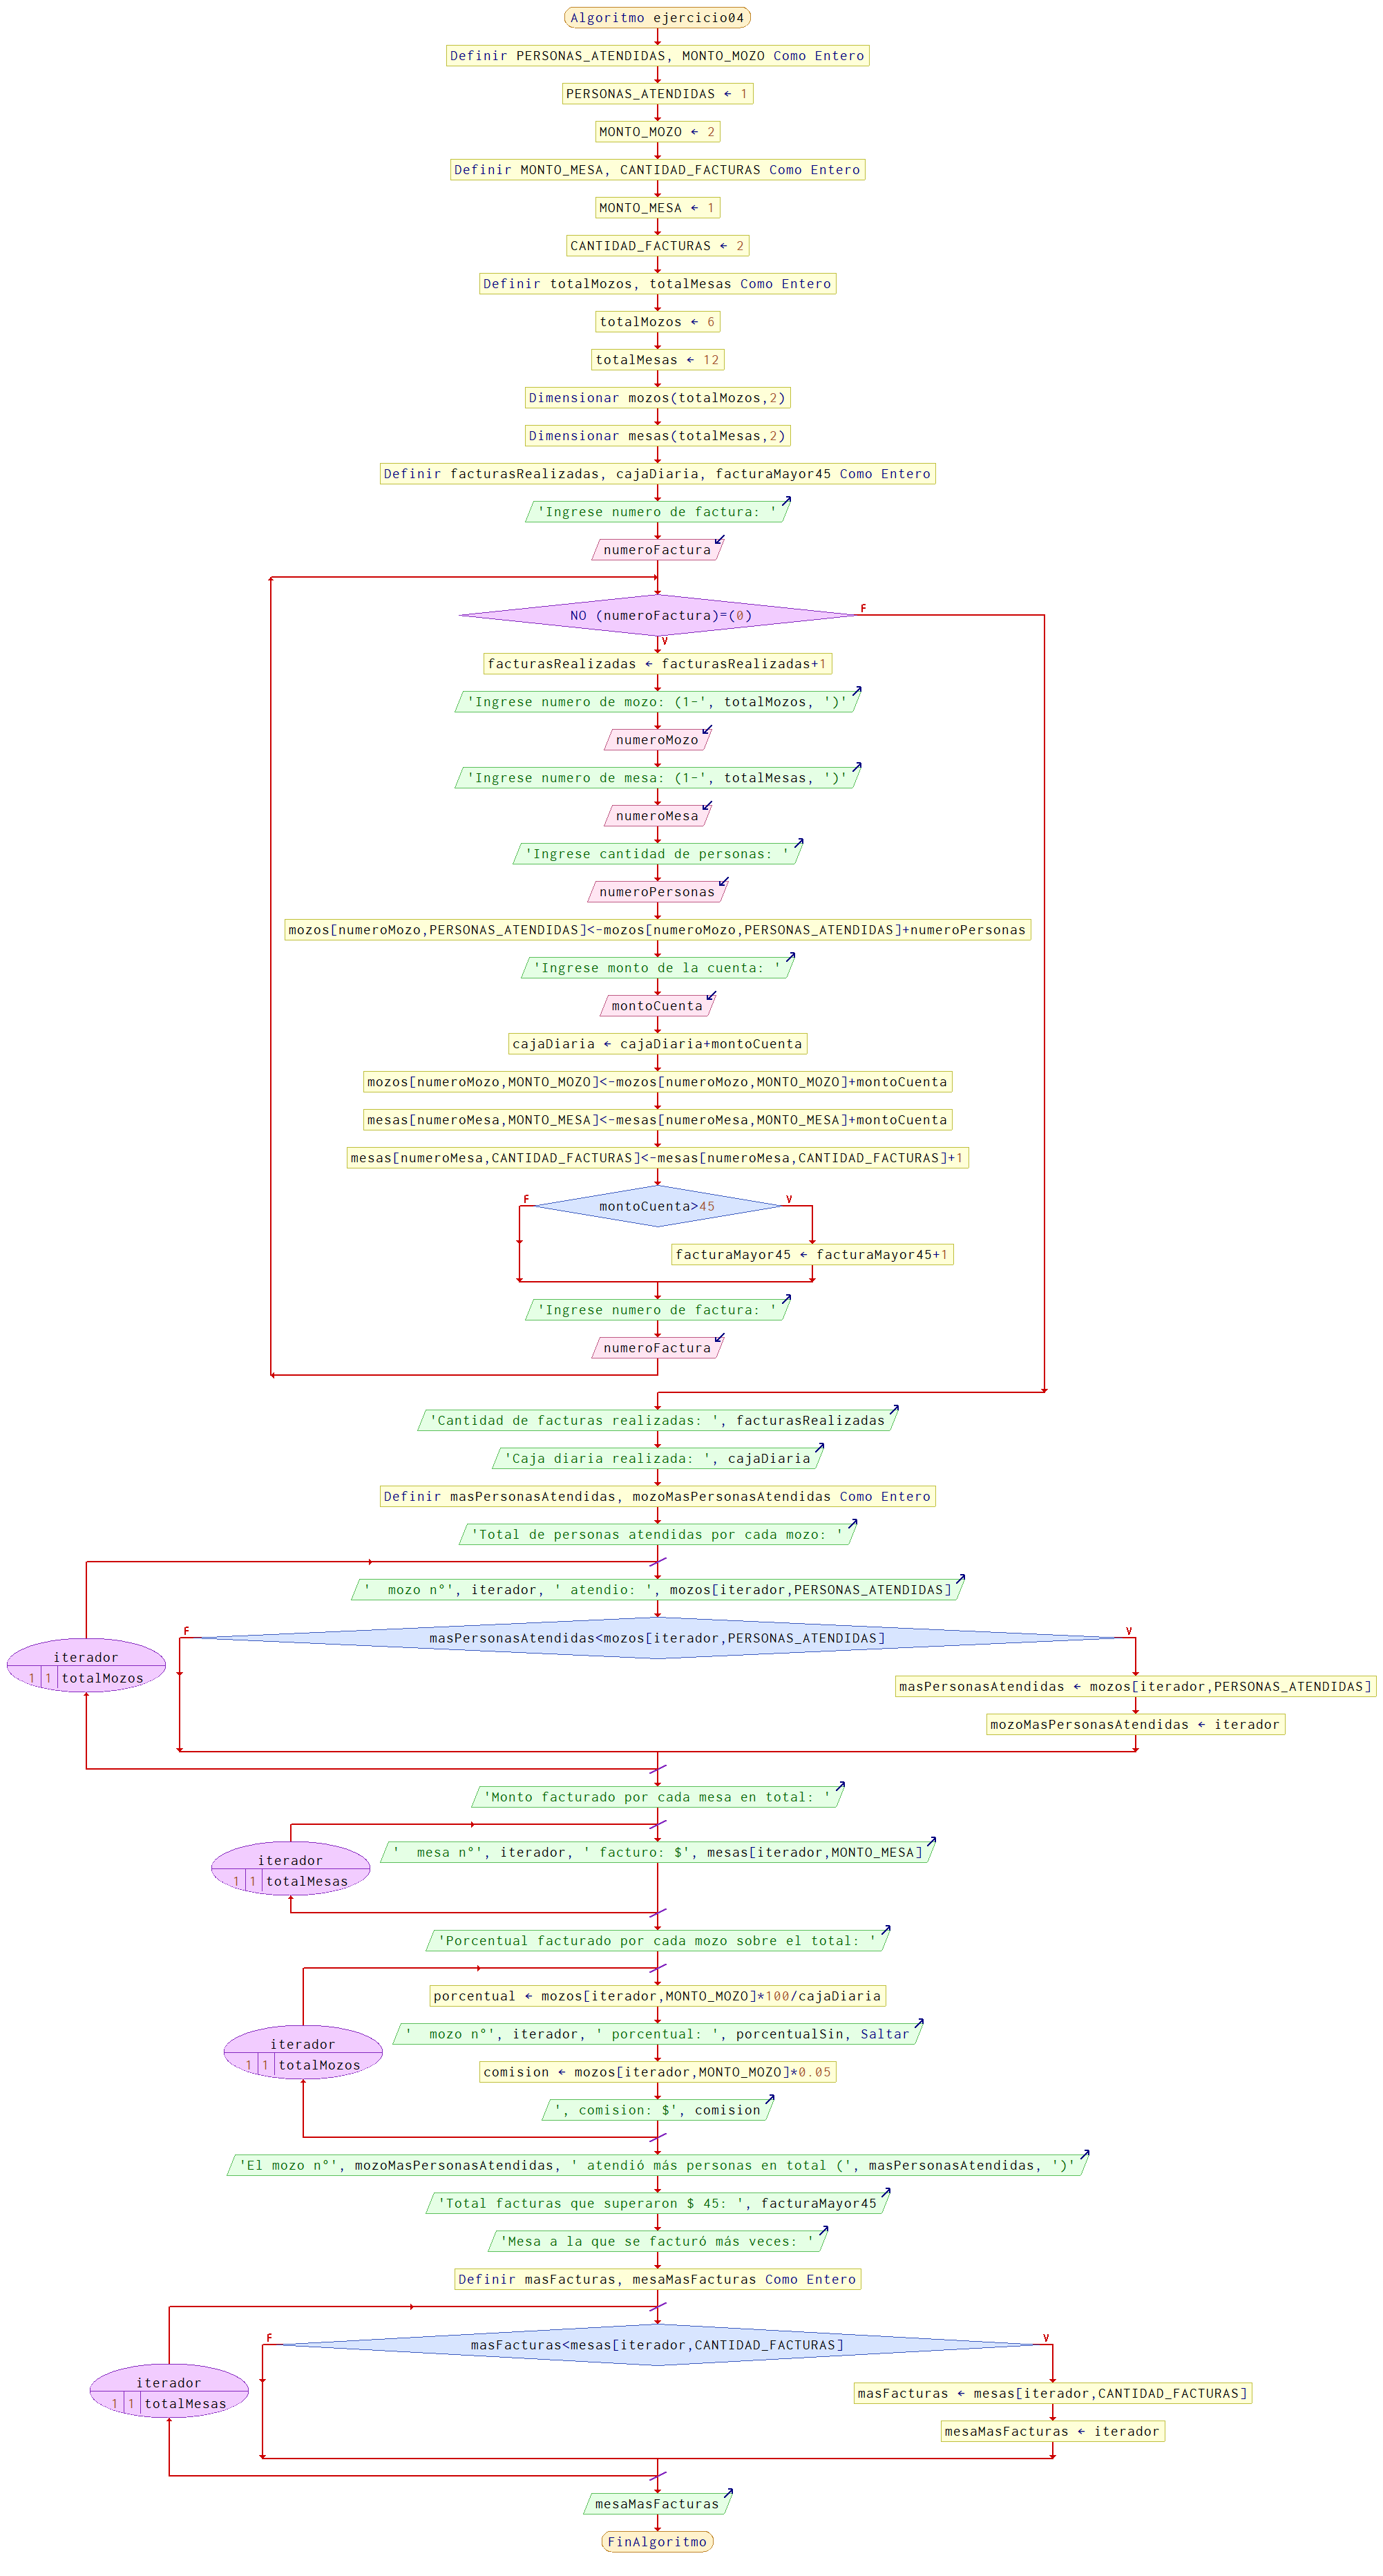 Algoritmo ejercicio04
Definir PERSONAS_ATENDIDAS, MONTO_MOZO Como Entero
PERSONAS_ATENDIDAS ← 1
MONTO_MOZO ← 2
Definir MONTO_MESA, CANTIDAD_FACTURAS Como Entero
MONTO_MESA ← 1
CANTIDAD_FACTURAS ← 2
Definir totalMozos, totalMesas Como Entero
totalMozos ← 6
totalMesas ← 12
Dimensionar mozos(totalMozos,2)
Dimensionar mesas(totalMesas,2)
Definir facturasRealizadas, cajaDiaria, facturaMayor45 Como Entero
'Ingrese numero de factura: '
numeroFactura
NO (numeroFactura)=(0)
F
V
facturasRealizadas ← facturasRealizadas+1
'Ingrese numero de mozo: (1-', totalMozos, ')'
numeroMozo
'Ingrese numero de mesa: (1-', totalMesas, ')'
numeroMesa
'Ingrese cantidad de personas: '
numeroPersonas
mozos[numeroMozo,PERSONAS_ATENDIDAS]<-mozos[numeroMozo,PERSONAS_ATENDIDAS]+numeroPersonas
'Ingrese monto de la cuenta: '
montoCuenta
cajaDiaria ← cajaDiaria+montoCuenta
mozos[numeroMozo,MONTO_MOZO]<-mozos[numeroMozo,MONTO_MOZO]+montoCuenta
mesas[numeroMesa,MONTO_MESA]<-mesas[numeroMesa,MONTO_MESA]+montoCuenta
mesas[numeroMesa,CANTIDAD_FACTURAS]<-mesas[numeroMesa,CANTIDAD_FACTURAS]+1
F
V
montoCuenta>45
facturaMayor45 ← facturaMayor45+1
'Ingrese numero de factura: '
numeroFactura
'Cantidad de facturas realizadas: ', facturasRealizadas
'Caja diaria realizada: ', cajaDiaria
Definir masPersonasAtendidas, mozoMasPersonasAtendidas Como Entero
'Total de personas atendidas por cada mozo: '
'  mozo n°', iterador, ' atendio: ', mozos[iterador,PERSONAS_ATENDIDAS]
F
V
masPersonasAtendidas<mozos[iterador,PERSONAS_ATENDIDAS]
iterador
1 1 totalMozos
masPersonasAtendidas ← mozos[iterador,PERSONAS_ATENDIDAS]
mozoMasPersonasAtendidas ← iterador
'Monto facturado por cada mesa en total: '
'  mesa n°', iterador, ' facturo: $', mesas[iterador,MONTO_MESA]
iterador
1 1 totalMesas
'Porcentual facturado por cada mozo sobre el total: '
porcentual ← mozos[iterador,MONTO_MOZO]*100/cajaDiaria
'  mozo n°', iterador, ' porcentual: ', porcentualSin, Saltar
iterador
1 1 totalMozos
comision ← mozos[iterador,MONTO_MOZO]*0.05
', comision: $', comision
'El mozo n°', mozoMasPersonasAtendidas, ' atendió más personas en total (', masPersonasAtendidas, ')'
'Total facturas que superaron $ 45: ', facturaMayor45
'Mesa a la que se facturó más veces: '
Definir masFacturas, mesaMasFacturas Como Entero
F
V
masFacturas<mesas[iterador,CANTIDAD_FACTURAS]
iterador
1 1 totalMesas
masFacturas ← mesas[iterador,CANTIDAD_FACTURAS]
mesaMasFacturas ← iterador
mesaMasFacturas
FinAlgoritmo